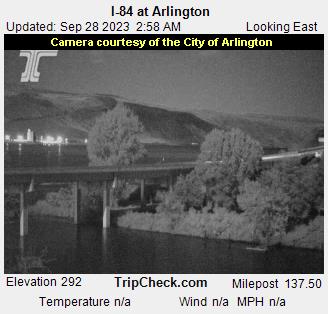 I-84 at Arlington
Updated: Sep 28 2023 2:58 AM Looking East
Camera courtesy of the City of Arlington
Elevation 292 TripCheck.com Milepost 137.50
Temperature n/a Wind n/a MPH n/a